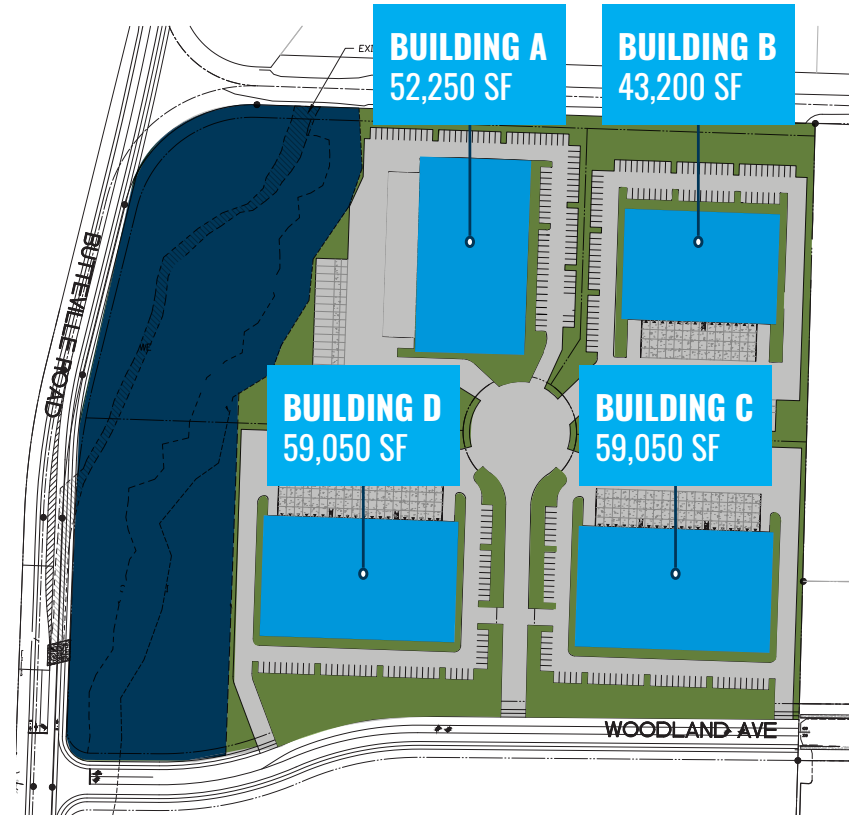 BUILDING A
52,250 SF
BUILDING B
43,200 SF
BUTTEVILLE ROAD
BUILDING D
59,050 SF
BUILDING C
59,050 SF
WOODLAND AVE